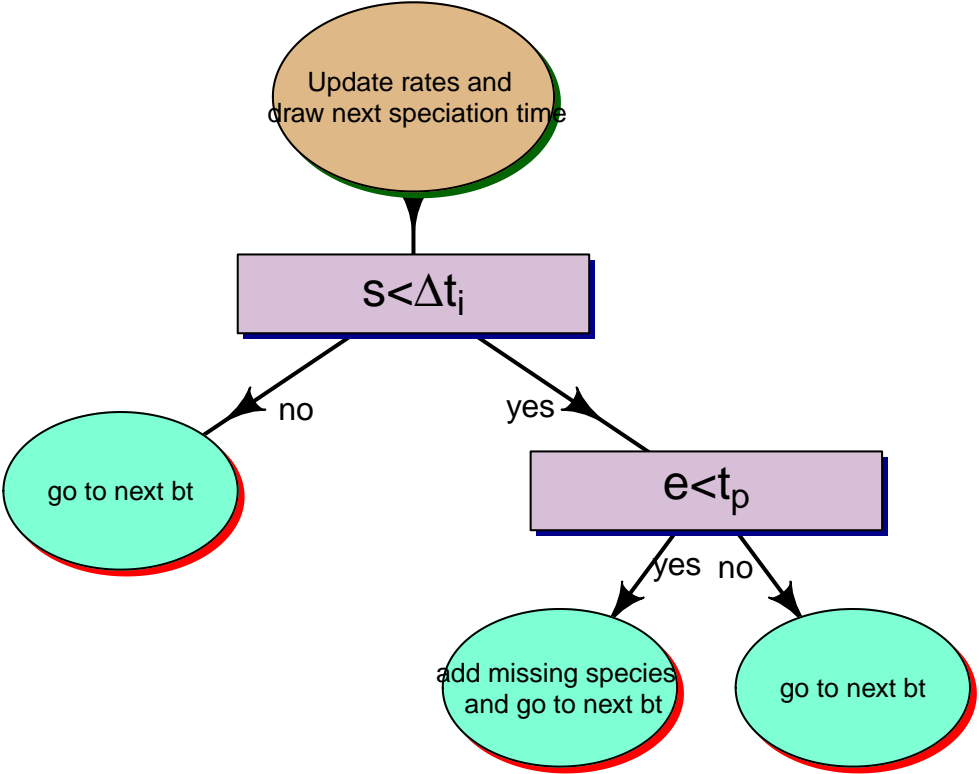 Update rates and
draw next speciation time
s<Δtᵢ
no
yes
go to next bt
e<tₚ
yes
no
add missing species
and go to next bt
go to next bt